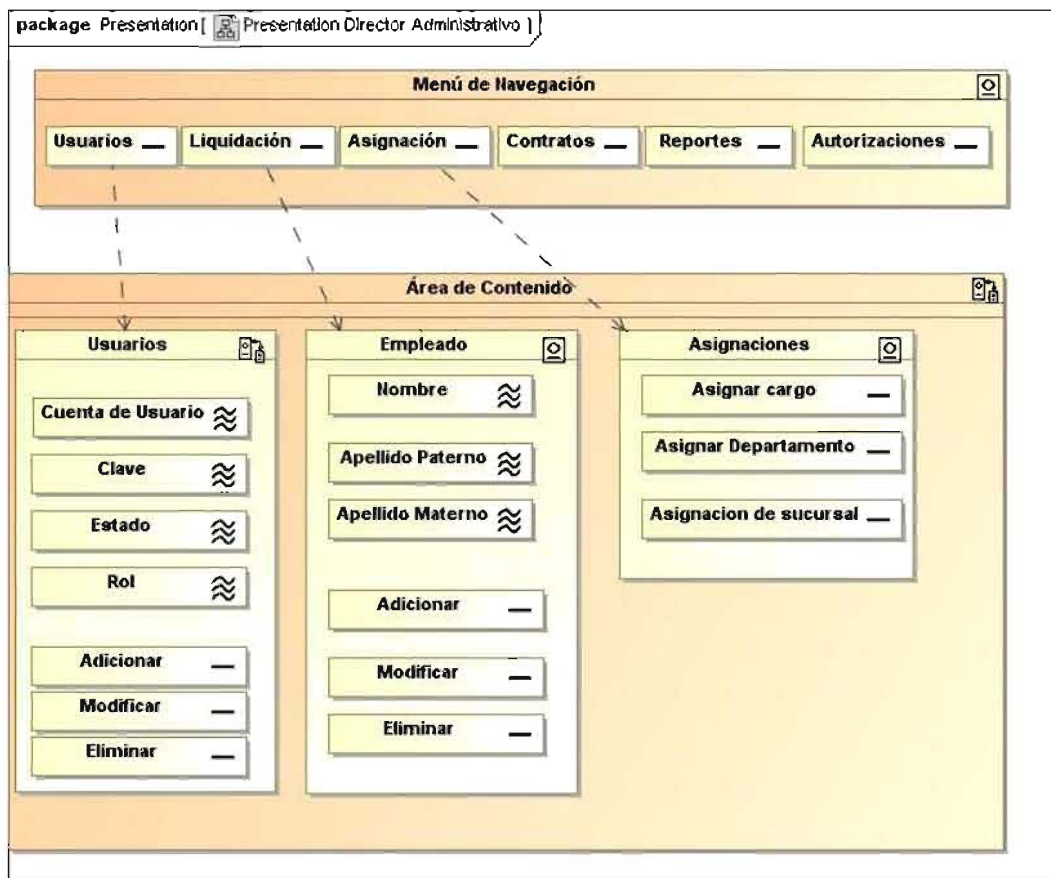 package Presentation [ Presentation Director Administrativo ]
Menú de Navegación
Usuarios
Liquidación
Asignación
Contratos
Reportes
Autorizaciones
Área de Contenido
Usuarios
Cuenta de Usuario
Clave
Estado
Rol
Adicionar
Modificar
Eliminar
Empleado
Nombre
Apellido Paterno
Apellido Materno
Adicionar
Modificar
Eliminar
Asignaciones
Asignar cargo
Asignar Departamento
Asignacion de sucursal